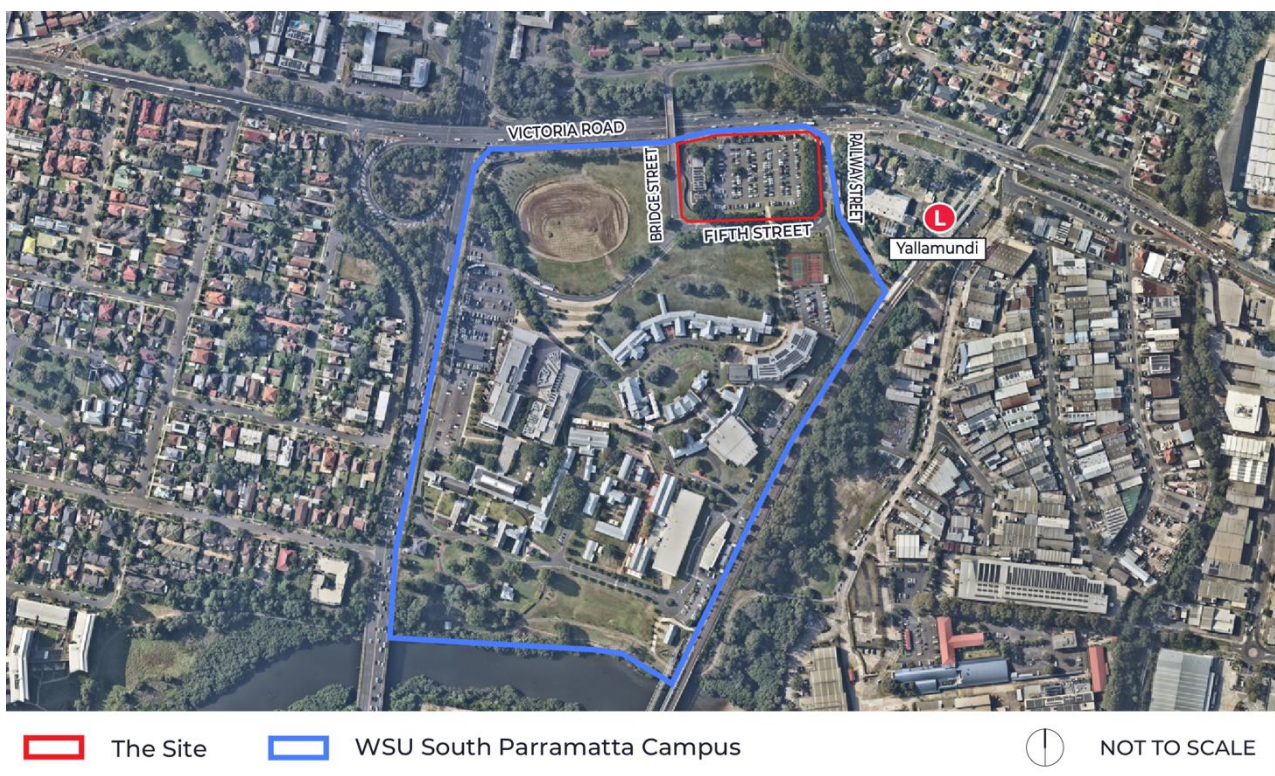 VICTORIA ROAD
BRIDGE STREET
RAILWAY STREET
FIFTH STREET
L
Yallamundi
The Site
WSU South Parramatta Campus
NOT TO SCALE